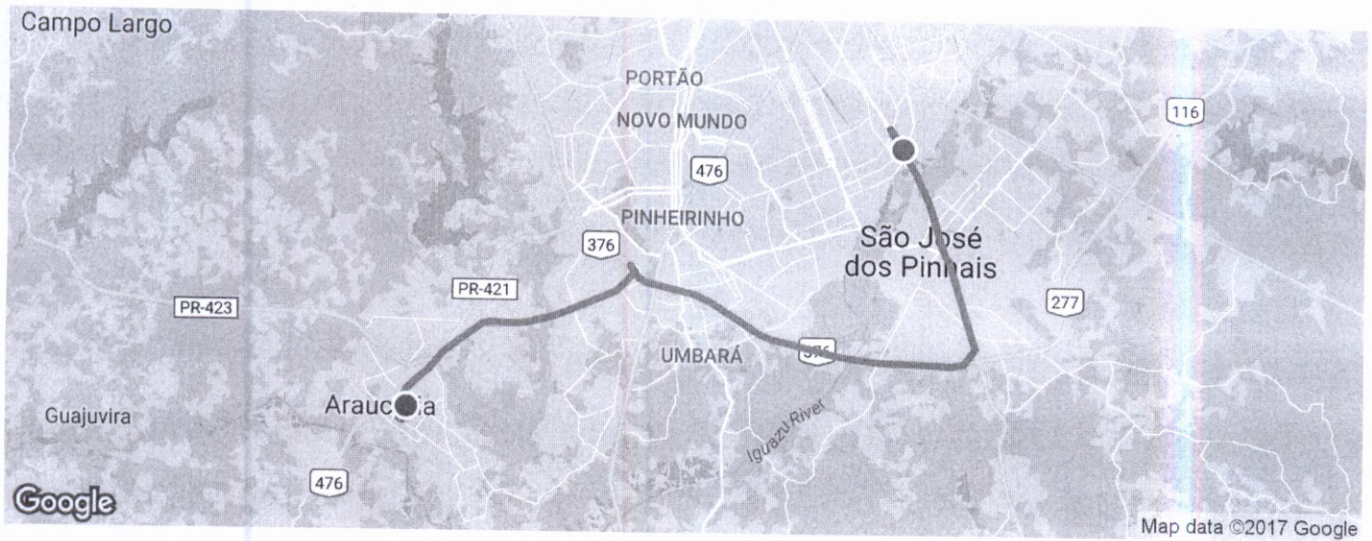 Campo Largo
PORTÃO
NOVO MUNDO
116
476
PINHEIRINHO
376
São José
dos Pinhais
PR-421
277
PR-423
UMBARÁ
376
Guajuvira
Iguazu River
476
Google
Map data ©2017 Google